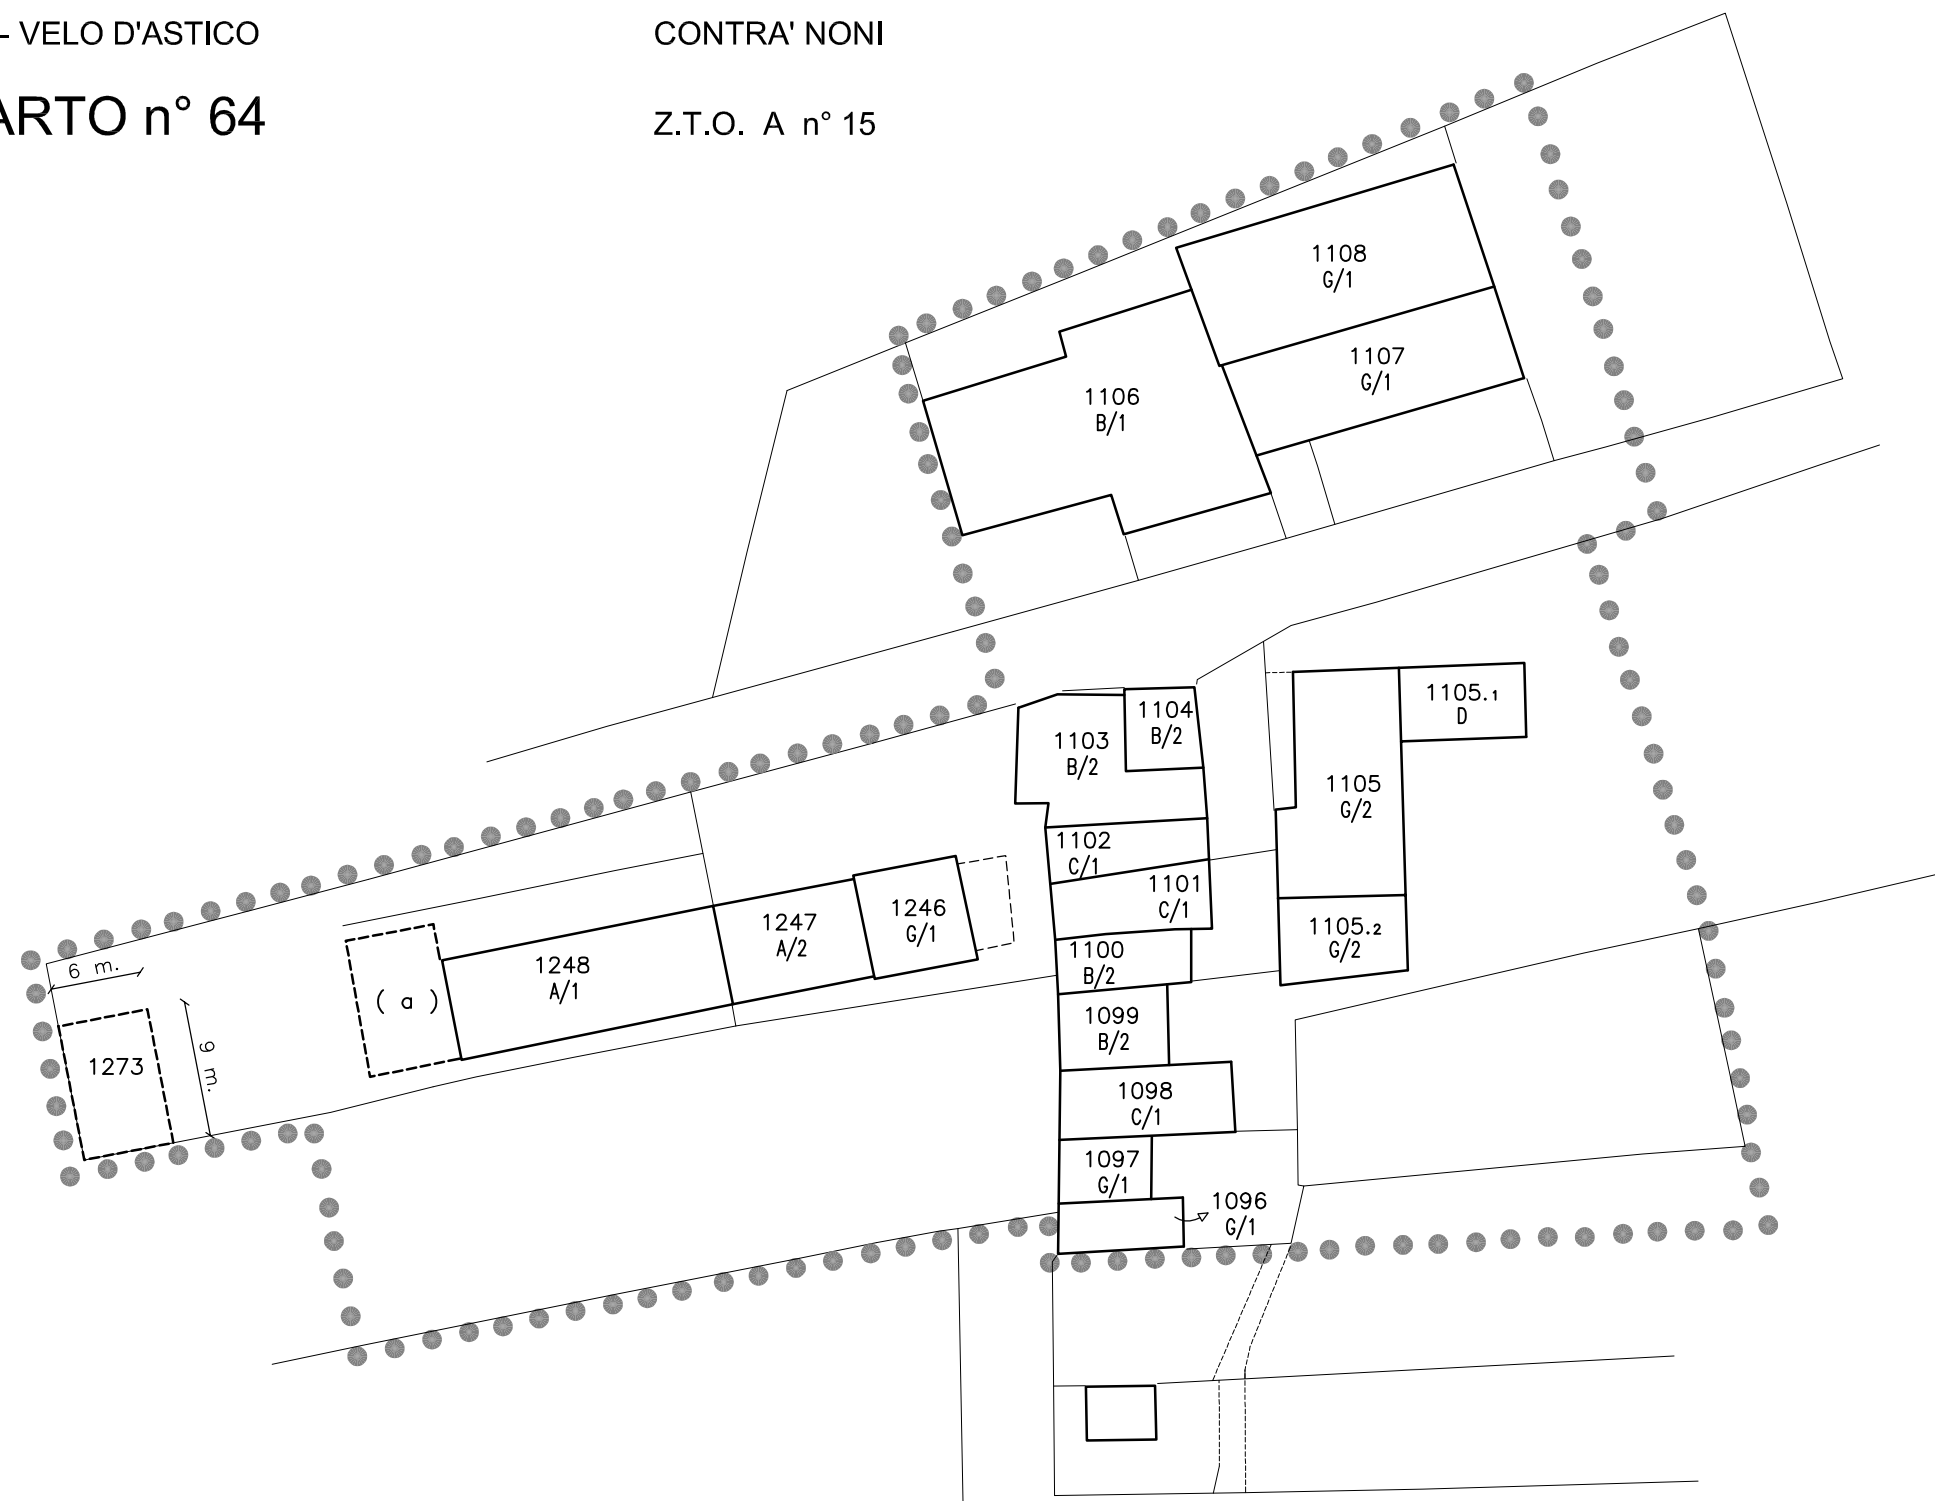 - VELO D'ASTICO
CONTRA' NONI
ARTO n° 64
Z.T.O. A n° 15
1108
G/1
1107
G/1
1106
B/1
1105.1
D
1104
B/2
1103
B/2
1105
G/2
1102
C/1
1101
C/1
1247
A/2
1246
G/1
1105.2
G/2
1100
B/2
1248
A/1
6 m.
( a )
1099
B/2
1273
9 m.
1098
C/1
1097
G/1
1096
G/1